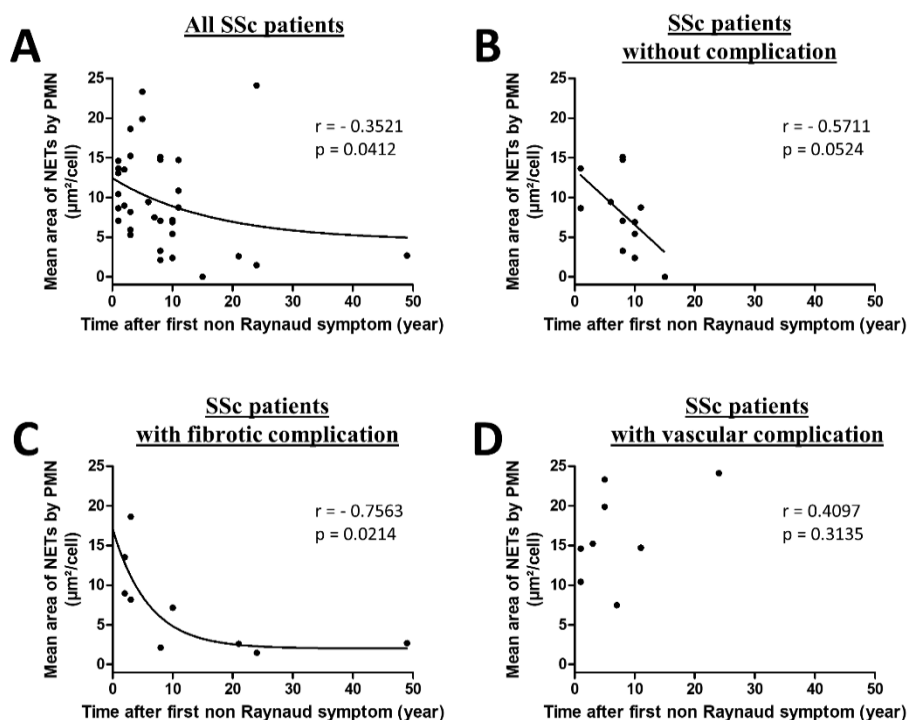 A
All SSc patients
Mean area of NETs by PMN
(µm²/cell)
25
20
15
10
5
0
r = - 0.3521
p = 0.0412
0 10 20 30 40 50
Time after first non Raynaud symptom (year)
B
SSc patients
without complication
Mean area of NETs by PMN
(µm²/cell)
25
20
15
10
5
0
r = - 0.5711
p = 0.0524
0 10 20 30 40 50
Time after first non Raynaud symptom (year)
C
SSc patients
with fibrotic complication
Mean area of NETs by PMN
(µm²/cell)
25
20
15
10
5
0
r = - 0.7563
p = 0.0214
0 10 20 30 40 50
Time after first non Raynaud symptom (year)
D
SSc patients
with vascular complication
Mean area of NETs by PMN
(µm²/cell)
25
20
15
10
5
0
r = 0.4097
p = 0.3135
0 10 20 30 40 50
Time after first non Raynaud symptom (year)